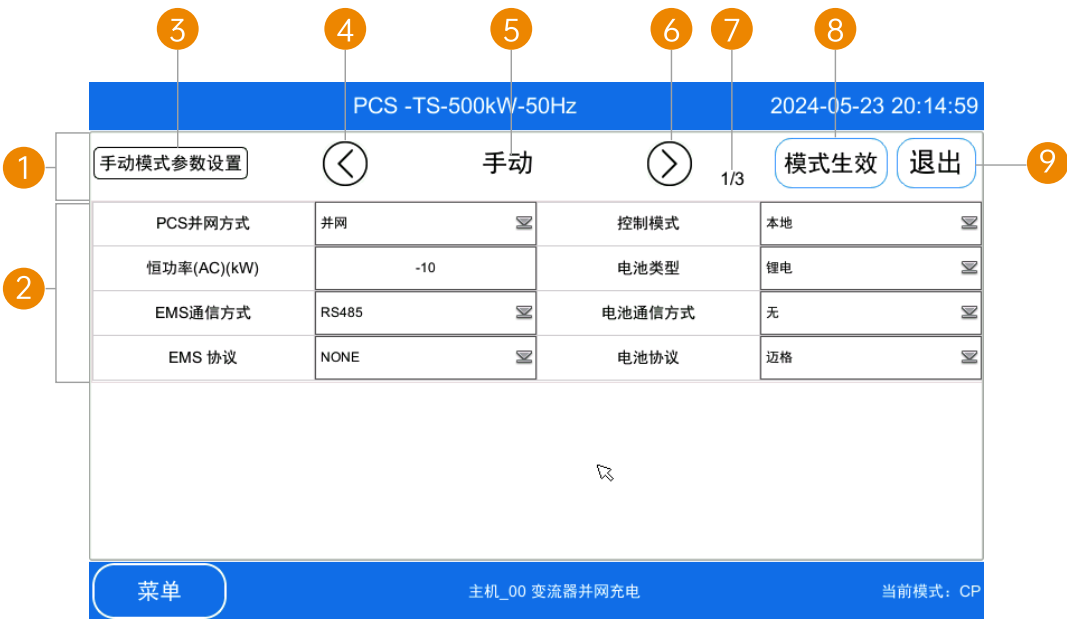 3 4 5 6 7 8
PCS -TS-500kW-50Hz 2024-05-23 20:14:59
1 手动模式参数设置 手动 1/3 模式生效 退出 9
PCS并网方式 并网 控制模式 本地
恒功率(AC)(kW) -10 电池类型 锂电
2
EMS通信方式 RS485 电池通信方式 无
EMS 协议 NONE 电池协议 迈格
菜单 主机_00 变流器并网充电 当前模式：CP